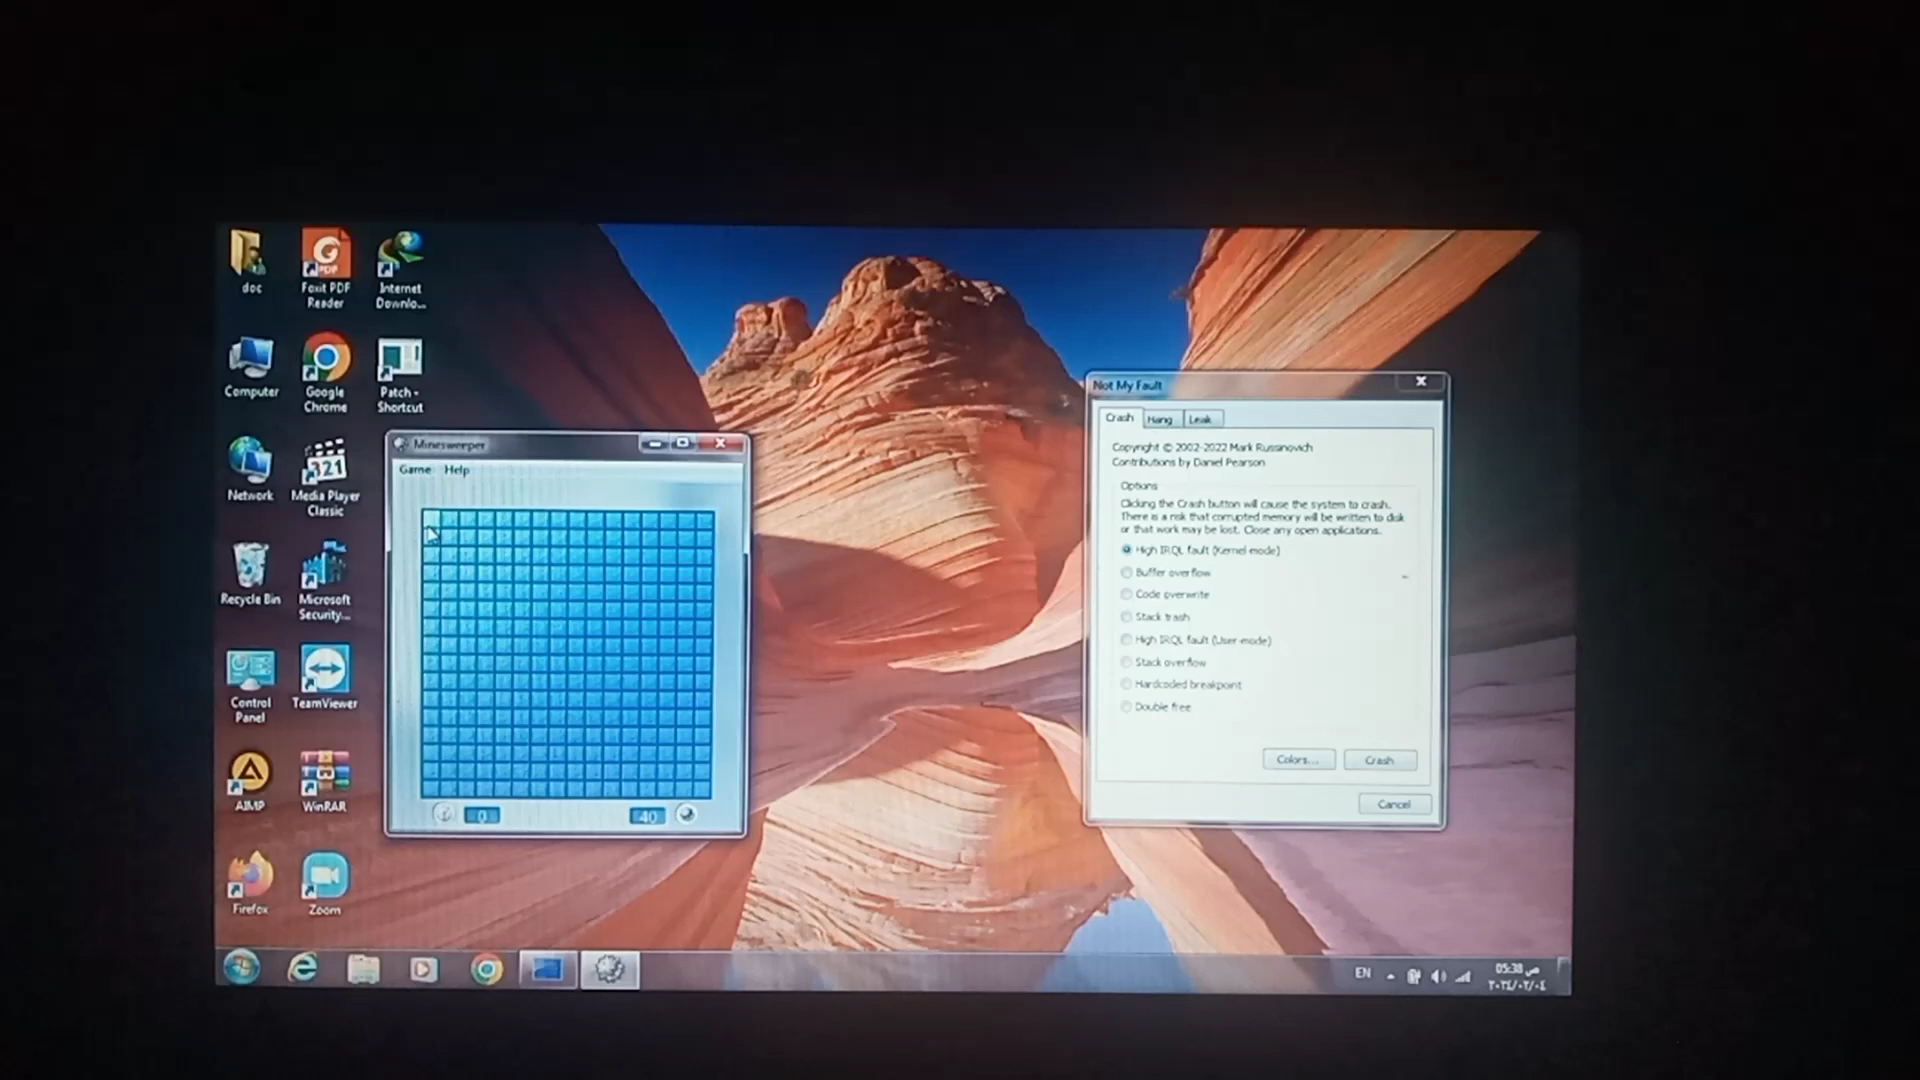 doc
Foxit PDF
Reader
Internet
Downlo...
Computer
Google
Chrome
Patch -
Shortcut
Network
Media Player
Classic
Recycle Bin
Microsoft
Security...
Control
Panel
TeamViewer
AIMP
WinRAR
Firefox
Zoom
Minesweeper
Game Help
0
40
Not My Fault
Crash Hang Leak
Copyright © 2002-2022 Mark Russinovich
Contributions by Daniel Pearson
Options
Clicking the Crash button will cause the system to crash.
There is a risk that corrupted memory will be written to disk
or that work may be lost. Close any open applications.
High IRQL fault (Kernel-mode)
Buffer overflow
Code overwrite
Stack trash
High IRQL fault (User-mode)
Stack overflow
Hardcoded breakpoint
Double free
Colors... Crash
Cancel
EN
05:38 ص
٢٠٢٤/٠٢/٠٤